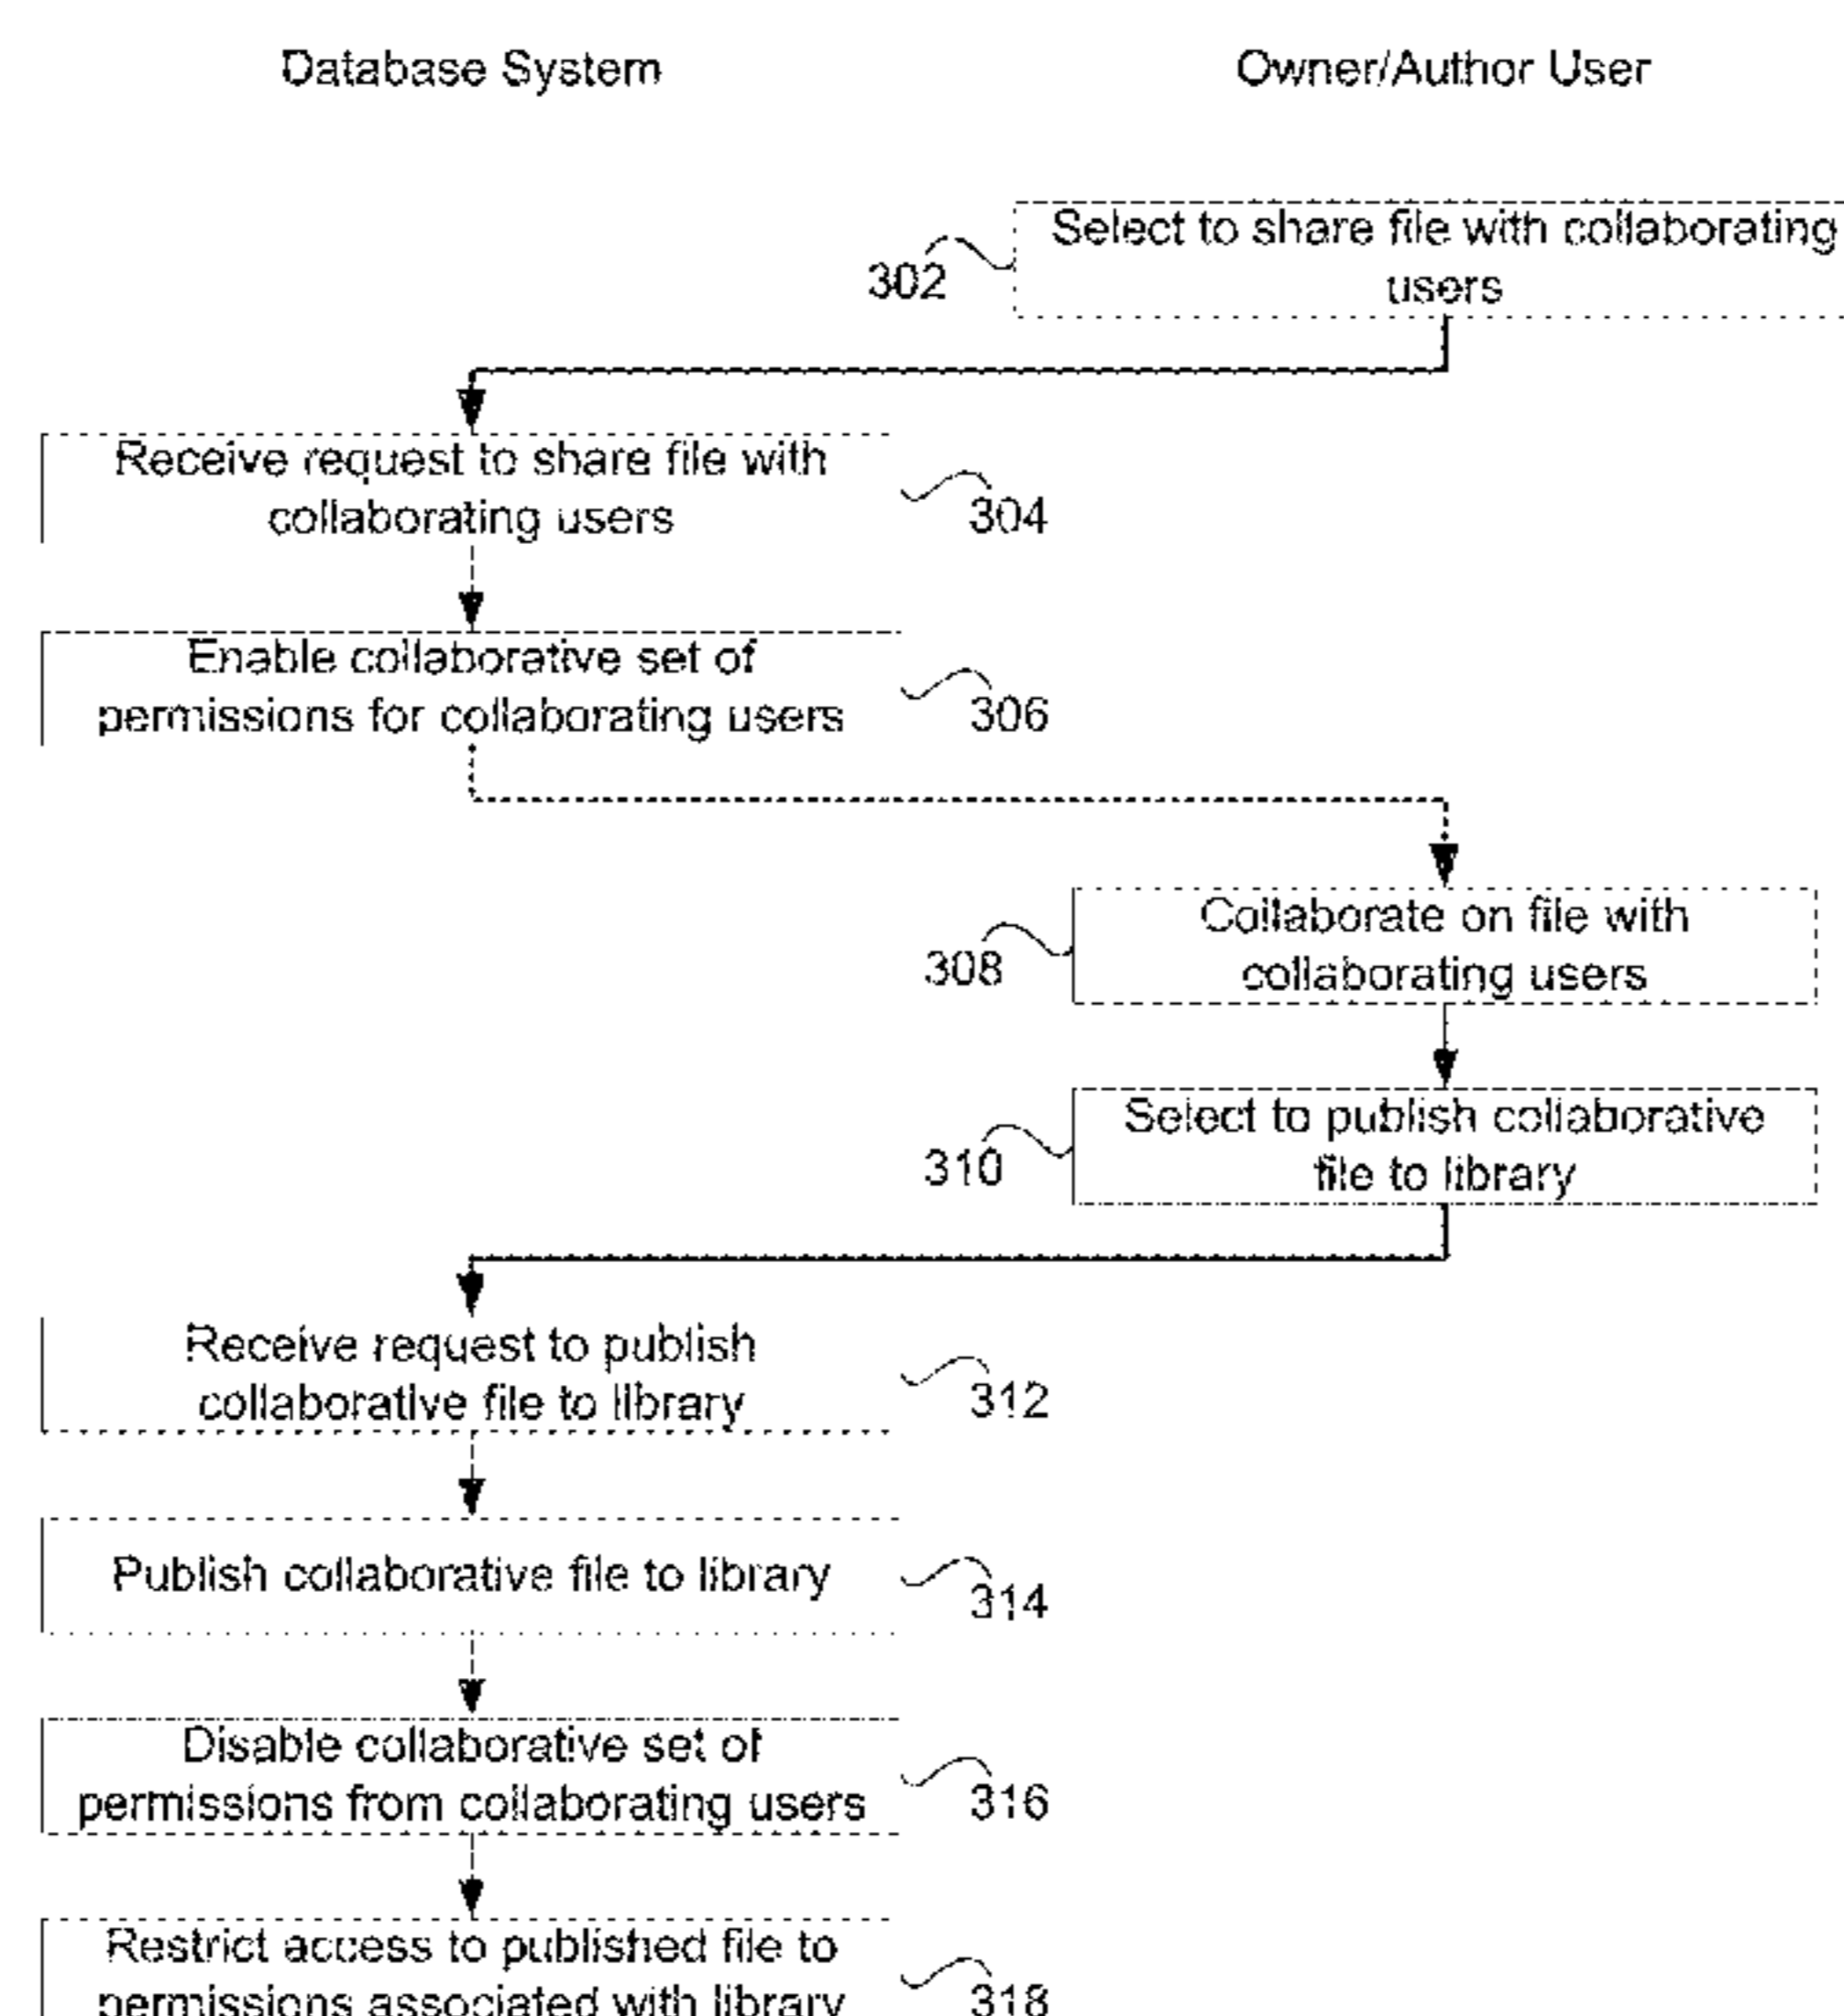 Database System
Owner/Author User
Select to share file with collaborating
users
302
Receive request to share file with
collaborating users
304
Enable collaborative set of
permissions for collaborating users
306
Collaborate on file with
collaborating users
308
Select to publish collaborative
file to library
310
Receive request to publish
collaborative file to library
312
Publish collaborative file to library
314
Disable collaborative set of
permissions from collaborating users
316
Restrict access to published file to
permissions associated with library
318